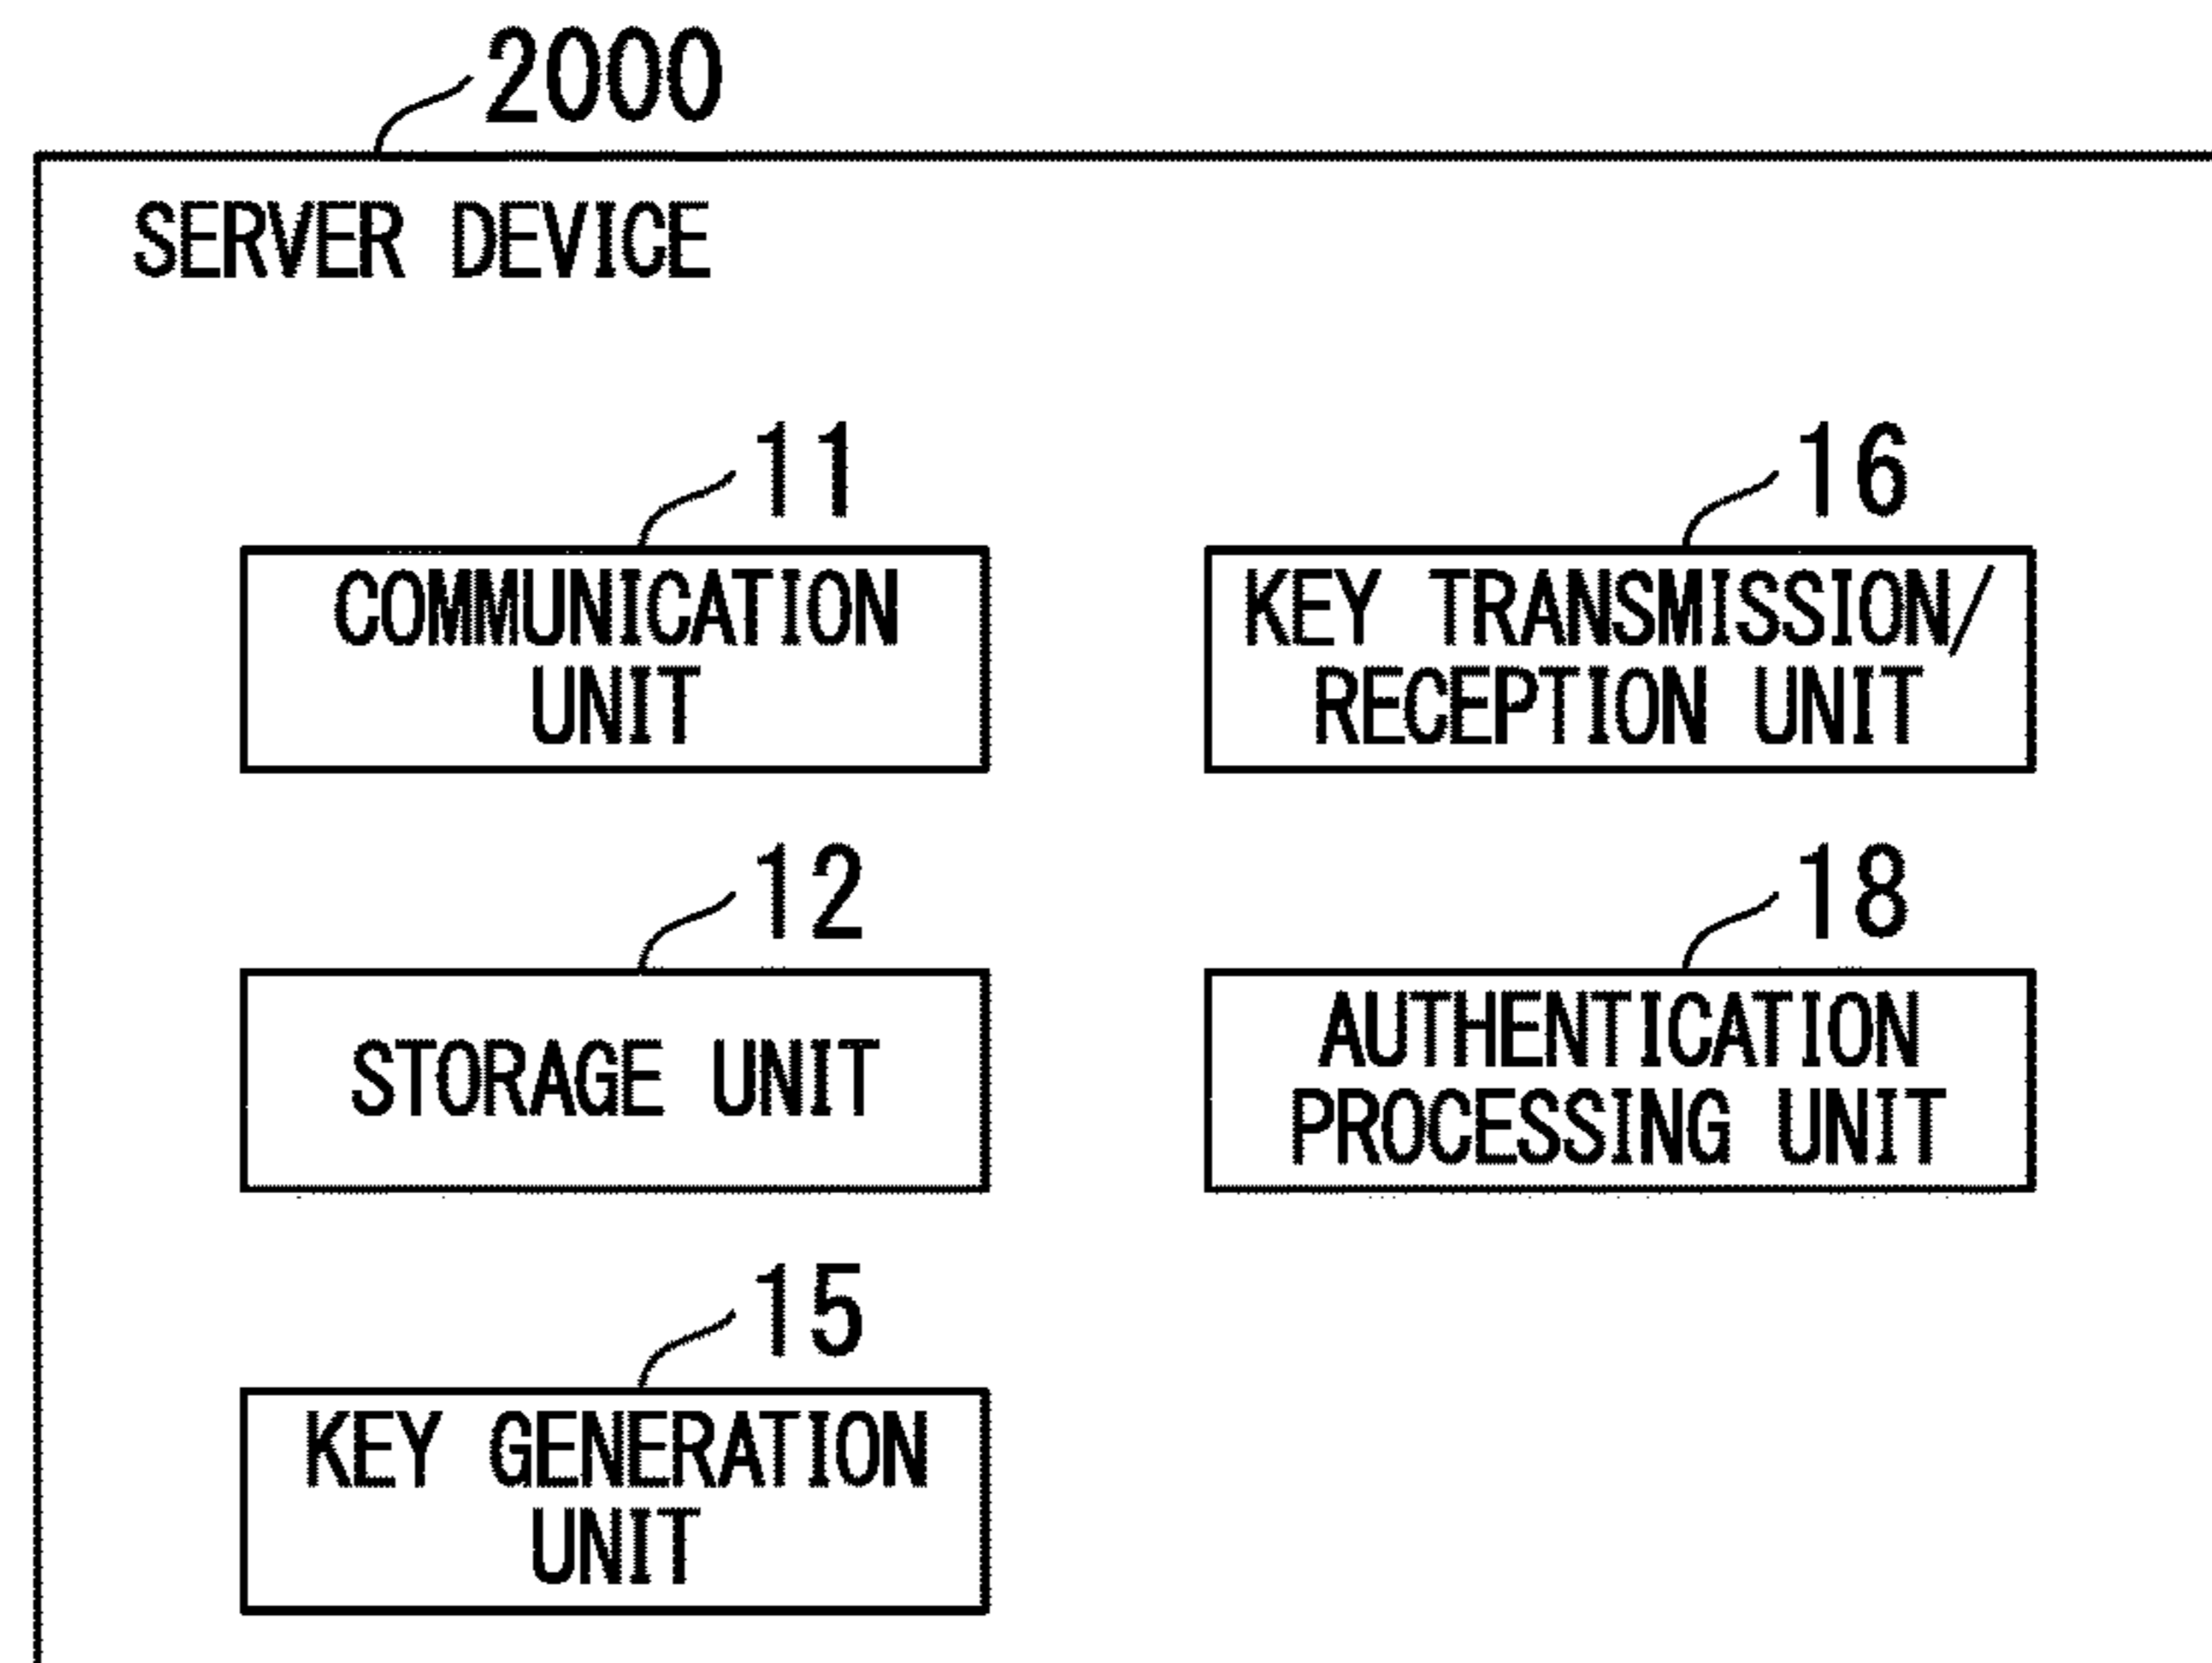 2000
SERVER DEVICE
11
COMMUNICATION
UNIT
16
KEY TRANSMISSION/
RECEPTION UNIT
12
STORAGE UNIT
18
AUTHENTICATION
PROCESSING UNIT
15
KEY GENERATION
UNIT